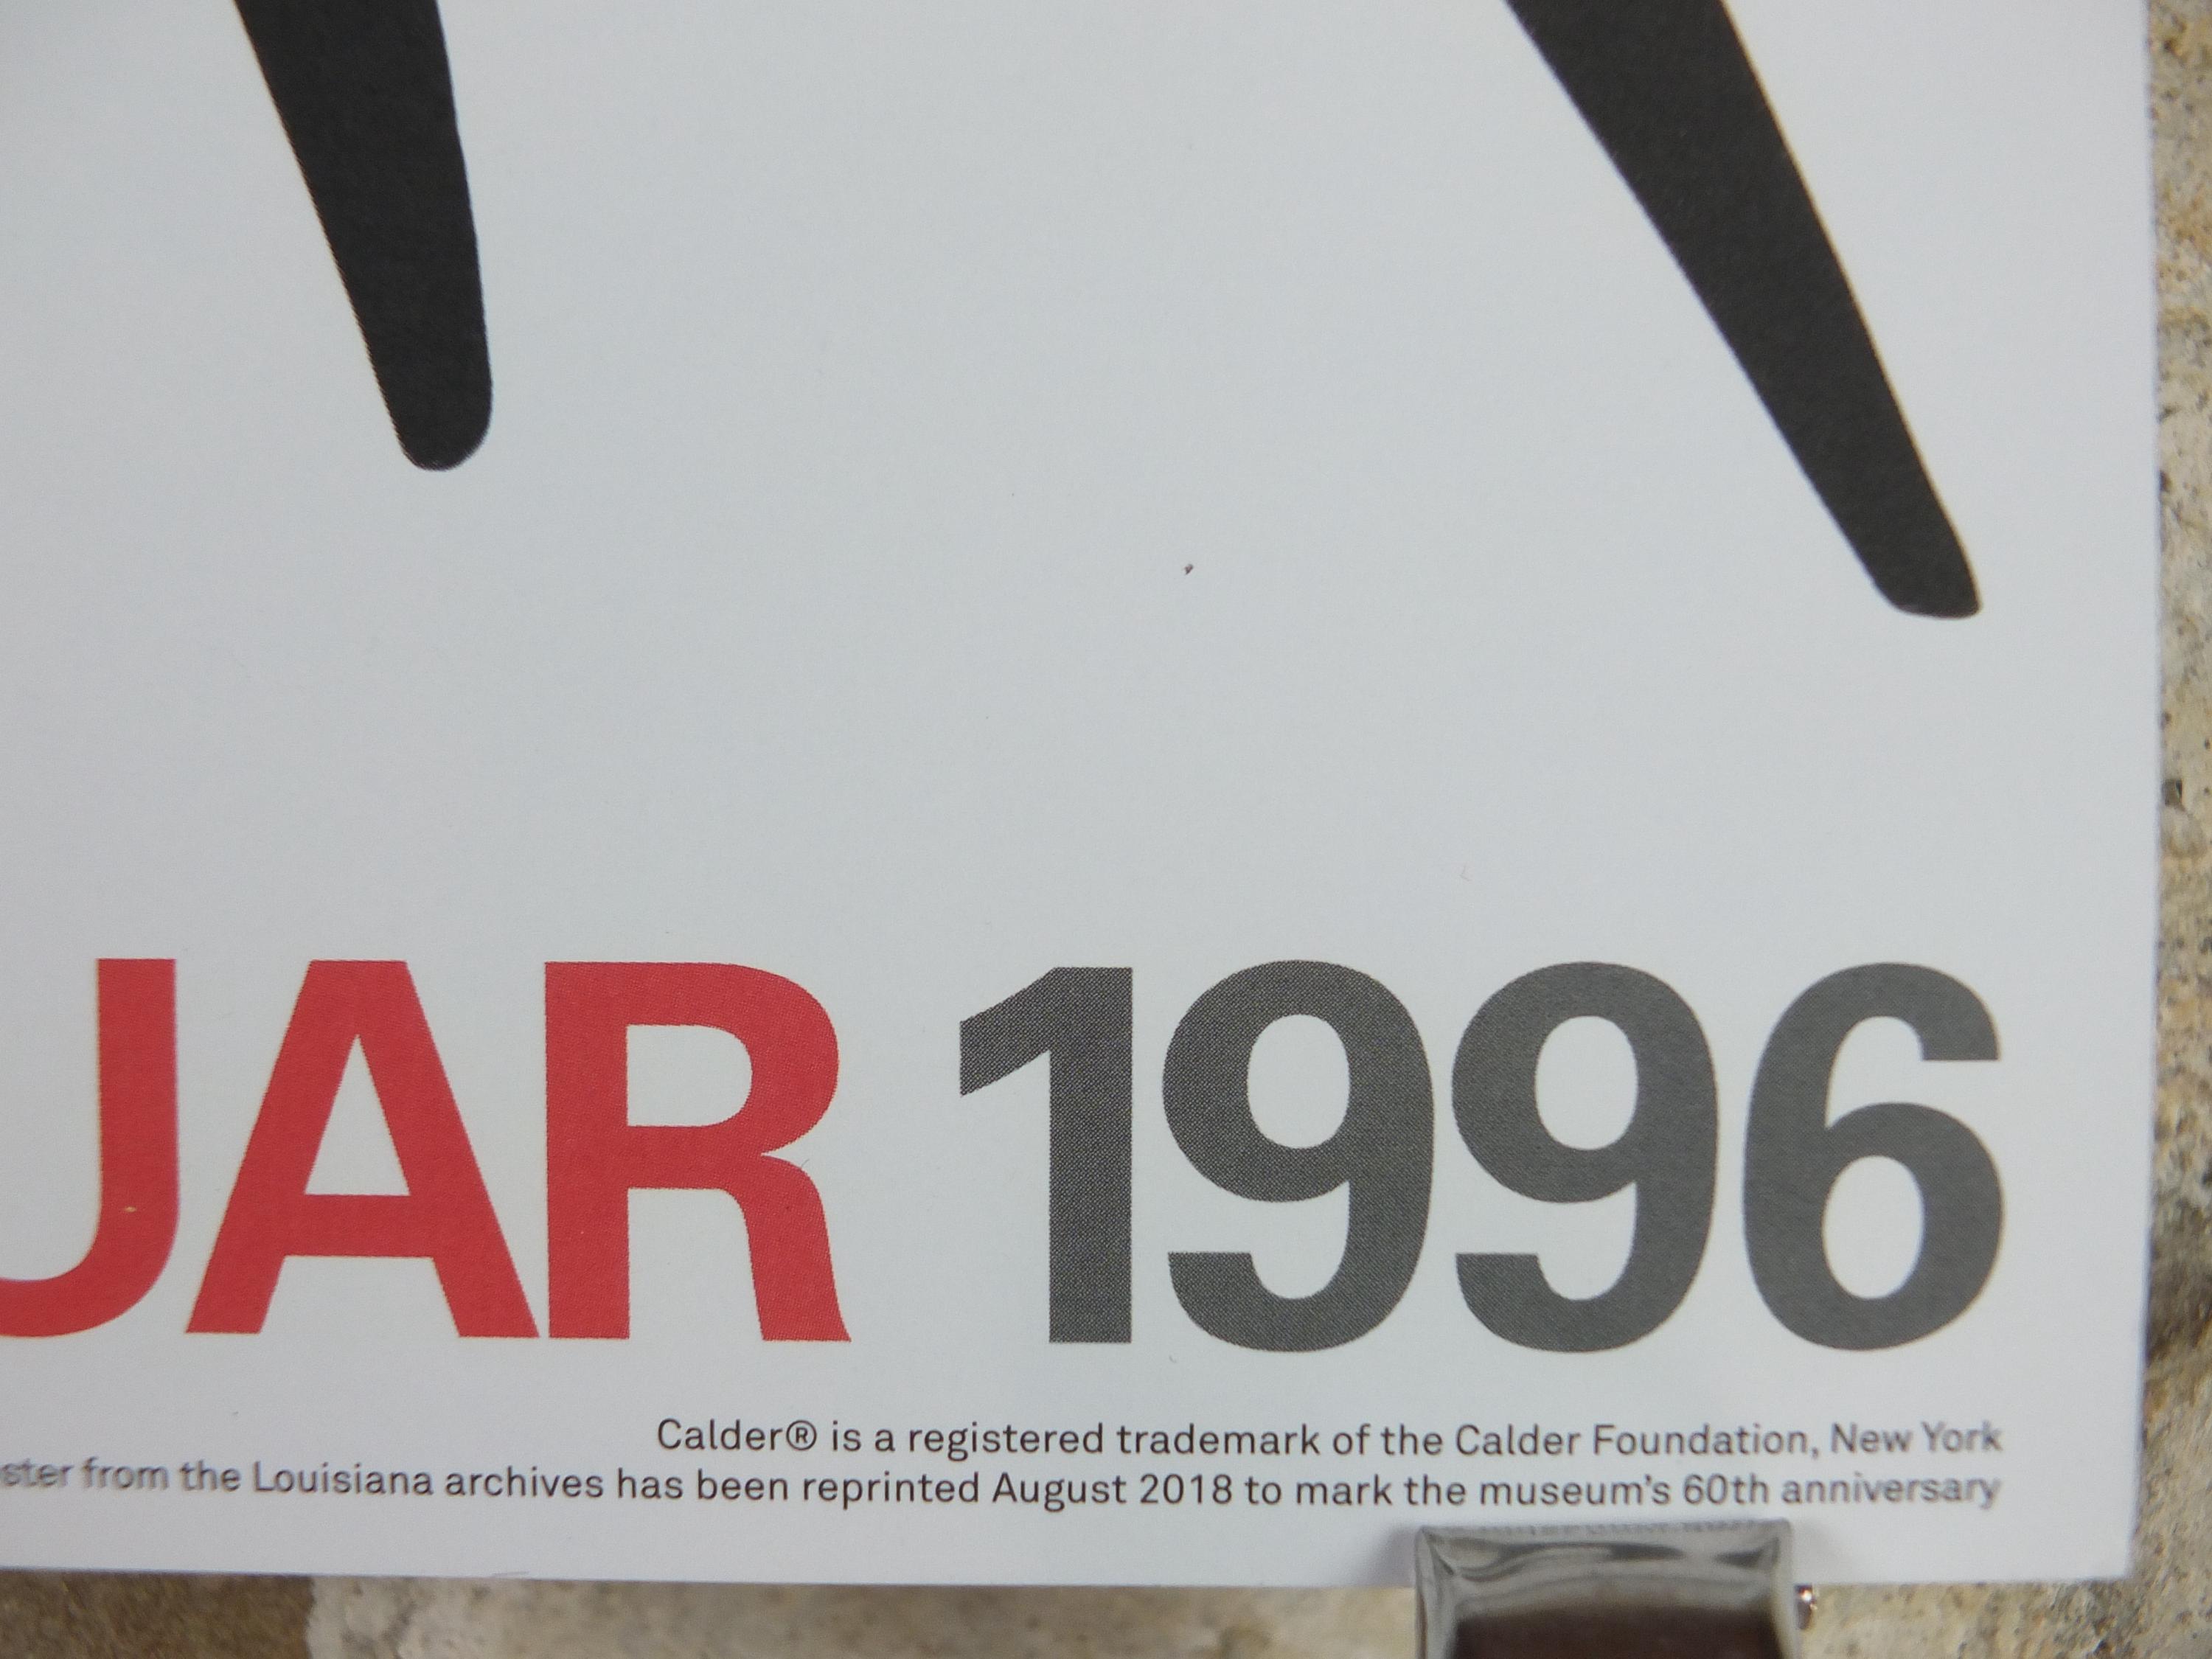 JAR 1996
Calder® is a registered trademark of the Calder Foundation, New York
ster from the Louisiana archives has been reprinted August 2018 to mark the museum's 60th anniversary